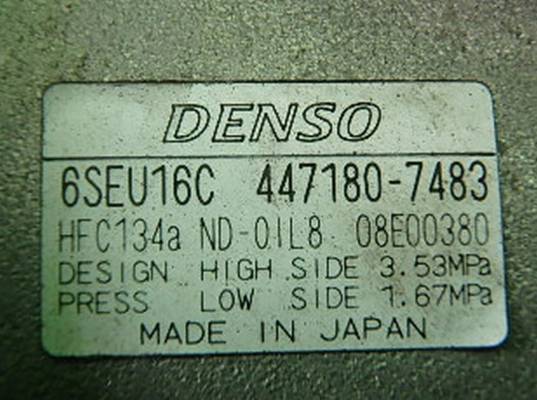 DENSO
6SEU16C 447180-7483
HFC134a ND-OIL8 08E00380
DESIGN HIGH SIDE 3.53MPa
PRESS LOW SIDE 1.67MPa
MADE IN JAPAN